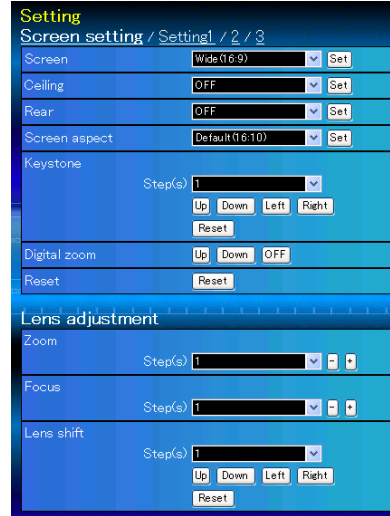 Setting
Screen setting / Setting1 / 2 / 3
Screen Wide(16:9) Set
Ceiling OFF Set
Rear OFF Set
Screen aspect Default(16:10) Set
Keystone
Step(s) 1
Up Down Left Right
Reset
Digital zoom Up Down OFF
Reset Reset
Lens adjustment
Zoom
Step(s) 1 - +
Focus
Step(s) 1 - +
Lens shift
Step(s) 1
Up Down Left Right
Reset